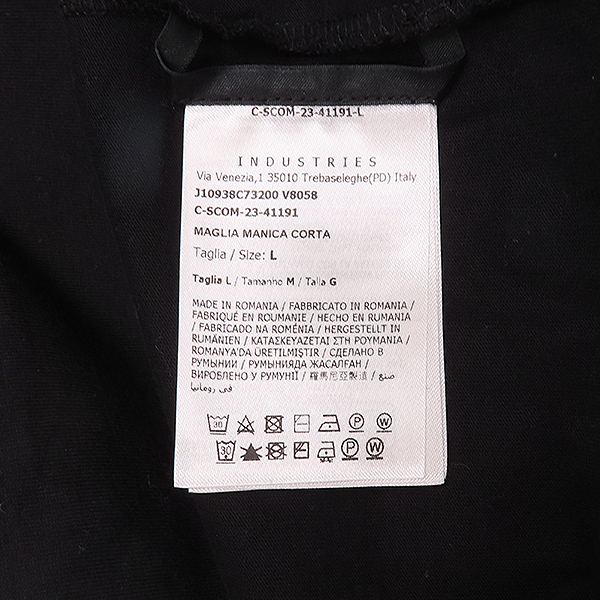 C-SCOM-23-41191-L
INDUSTRIES
Via Venezia,1 35010 Trebaseleghe(PD) Italy
J10938C73200 V8058
C-SCOM-23-41191
MAGLIA MANICA CORTA
Taglia / Size: L
Taglia L / Tamanho M / Talla G
MADE IN ROMANIA / FABBRICATO IN ROMANIA /
FABRIQUÉ EN ROUMANIE / HECHO EN RUMANIA
/ FABRICADO NA ROMÉNIA / HERGESTELLT IN
RUMÄNIEN / ΚΑΤΑΣΚΕΥΑΖΕΤΑΙ ΣΤΗ ΡΟΥΜΑΝΙΑ /
ROMANYA'DA ÜRETILMIŞTIR / СДЕЛАНО В
РУМЫНИИ / РУМЫНИЯДА ЖАСАЛҒАН /
ВИРОБЛЕНО У РУМУНІЇ / 羅馬尼亞製造 / صنع
في رومانيا
30 P W
30 P W